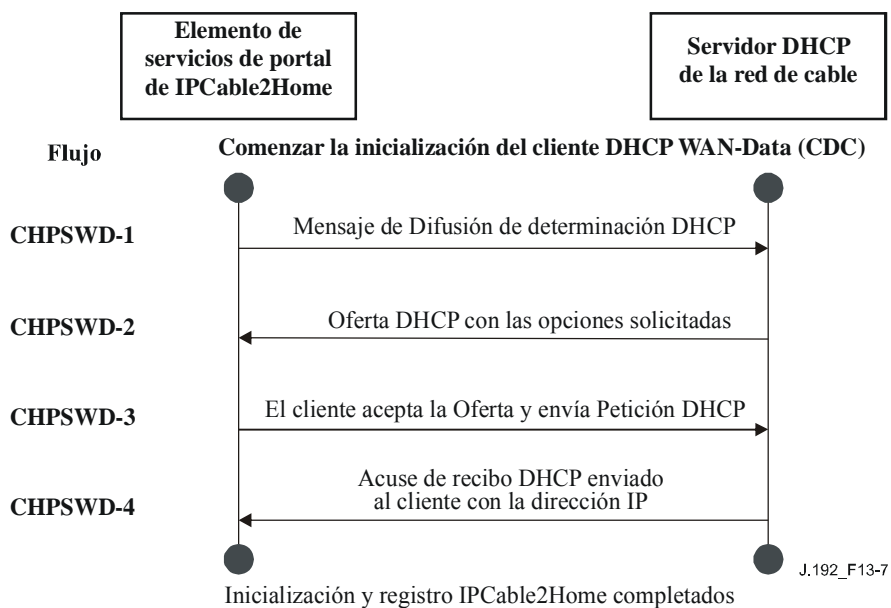 Elemento de
servicios de portal
de IPCable2Home
Servidor DHCP
de la red de cable
Flujo
Comenzar la inicialización del cliente DHCP WAN-Data (CDC)
CHPSWD-1
Mensaje de Difusión de determinación DHCP
CHPSWD-2
Oferta DHCP con las opciones solicitadas
CHPSWD-3
El cliente acepta la Oferta y envía Petición DHCP
CHPSWD-4
Acuse de recibo DHCP enviado
al cliente con la dirección IP
J.192_F13-7
Inicialización y registro IPCable2Home completados